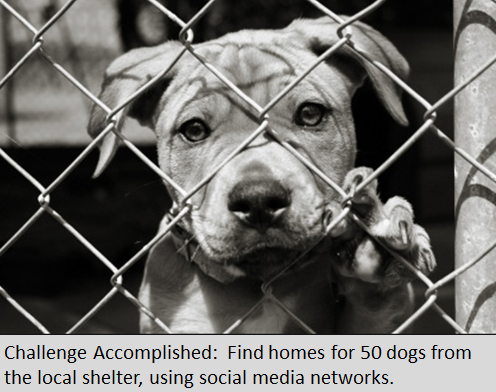 Challenge Accomplished:  Find homes for 50 dogs from
the local shelter, using social media networks.